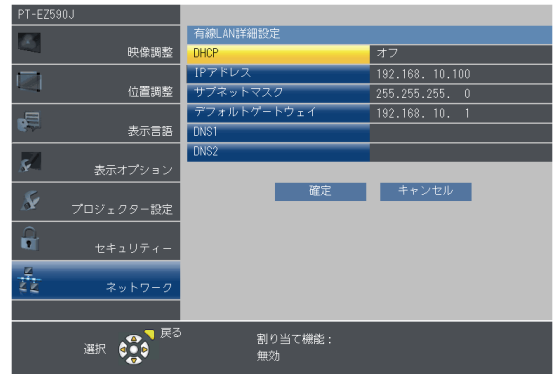 PT-EZ590J
映像調整
位置調整
表示言語
表示オプション
プロジェクター設定
セキュリティー
ネットワーク
有線LAN詳細設定
DHCP オフ
IPアドレス 192.168. 10.100
サブネットマスク 255.255.255. 0
デフォルトゲートウェイ 192.168. 10. 1
DNS1
DNS2
確定 キャンセル
選択 戻る
割り当て機能：
無効